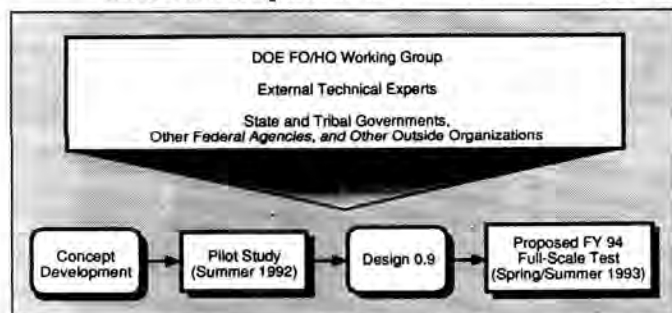 DOE FO/HQ Working Group
External Technical Experts
State and Tribal Governments,
Other Federal Agencies, and Other Outside Organizations
Concept
Development
Pilot Study
(Summer 1992)
Design 0.9
Proposed FY 94
Full-Scale Test
(Spring/Summer 1993)